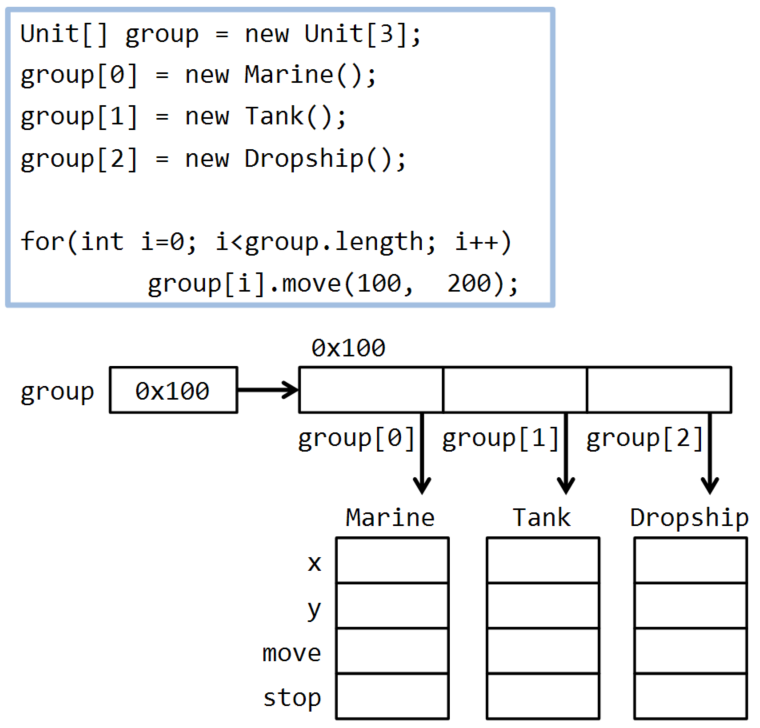 Unit[] group = new Unit[3];
group[0] = new Marine();
group[1] = new Tank();
group[2] = new Dropship();
for(int i=0; i<group.length; i++)
group[i].move(100,  200);
0x100
group 0x100
group[0] group[1] group[2]
Marine Tank Dropship
x
y
move
stop